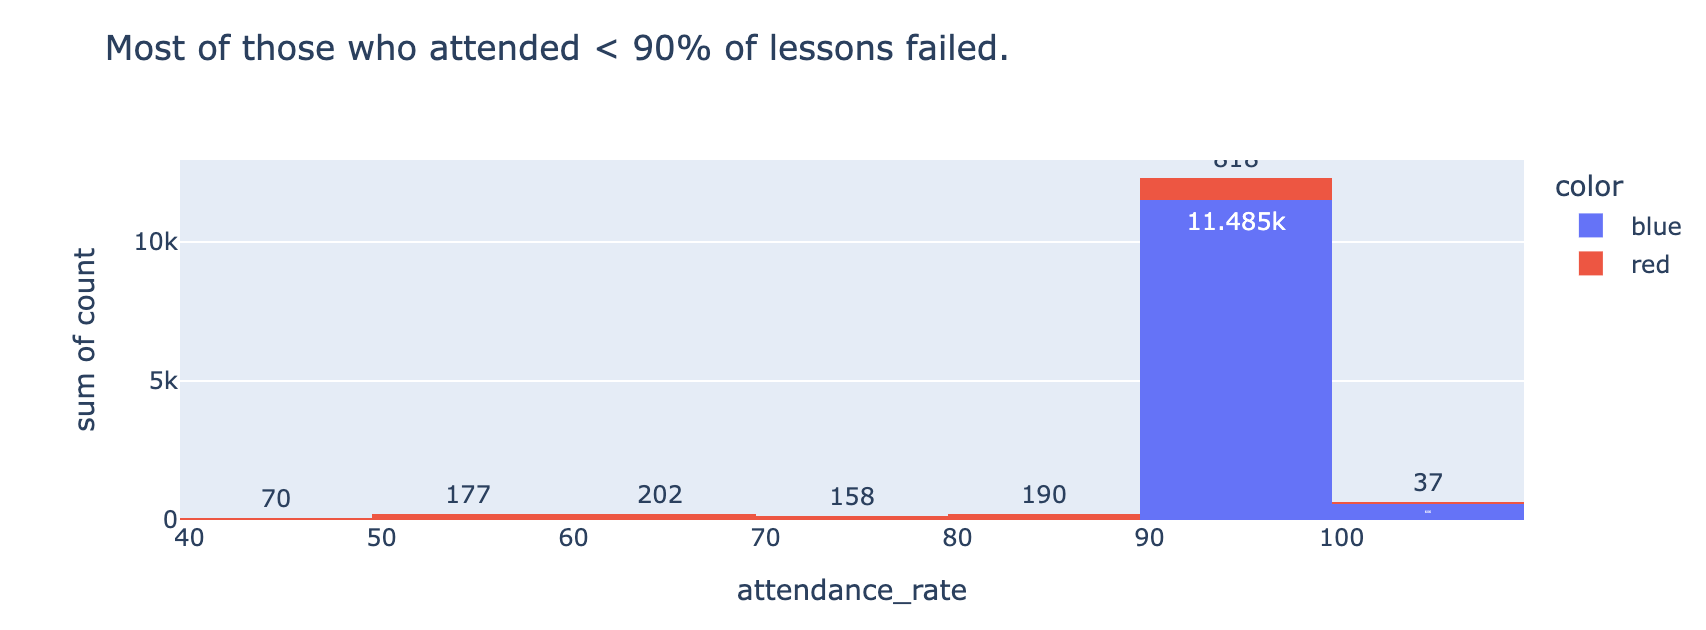 Most of those who attended < 90% of lessons failed.
818
color
blue
red
11.485k
10k
sum of count
5k
37
70
177
202
158
190
0
40
50
60
70
80
90
100
attendance_rate